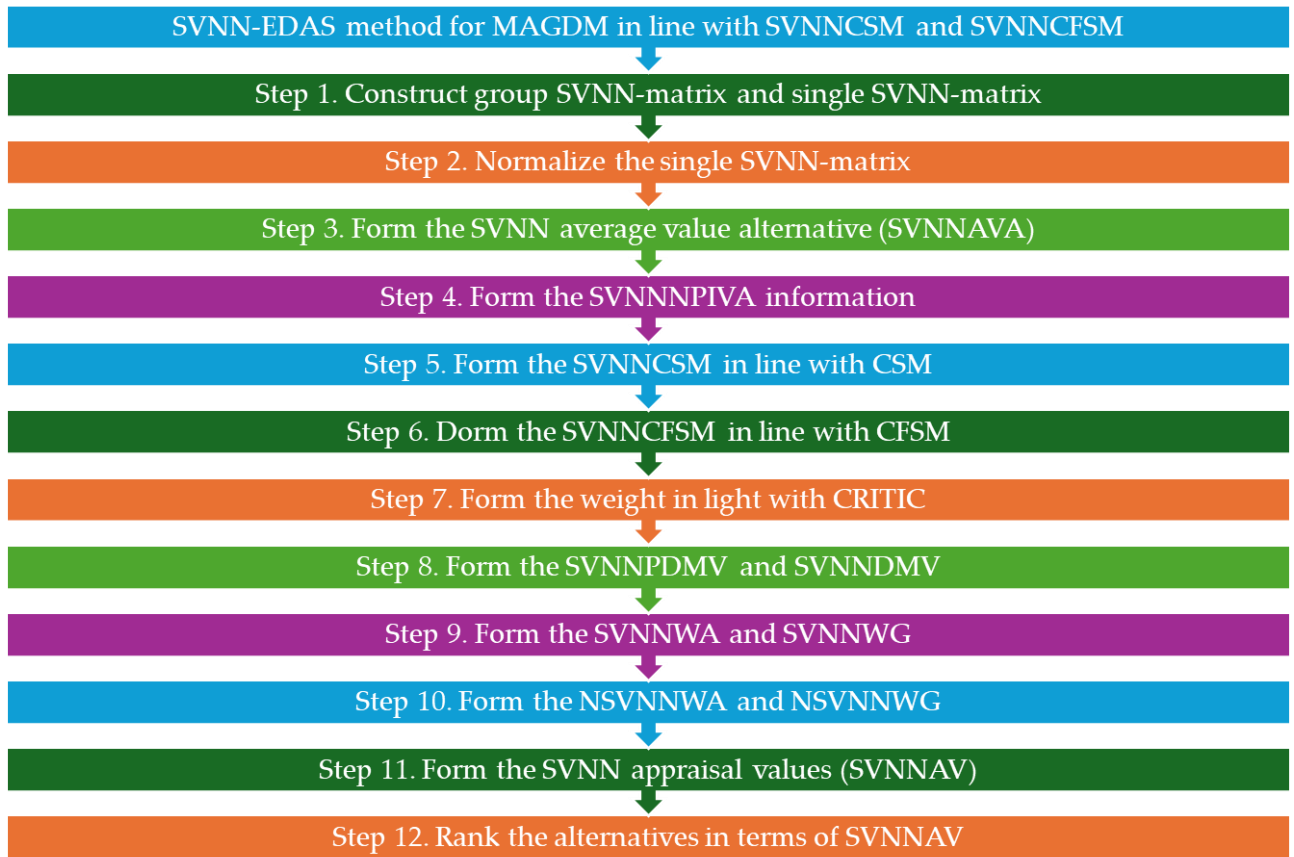 SVNN-EDAS method for MAGDM in line with SVNNCSM and SVNNCFSM
Step 1. Construct group SVNN-matrix and single SVNN-matrix
Step 2. Normalize the single SVNN-matrix
Step 3. Form the SVNN average value alternative (SVNNAVA)
Step 4. Form the SVNNNPIVA information
Step 5. Form the SVNNCSM in line with CSM
Step 6. Dorm the SVNNCFSM in line with CFSM
Step 7. Form the weight in light with CRITIC
Step 8. Form the SVNNPDMV and SVNNDMV
Step 9. Form the SVNNWA and SVNNWG
Step 10. Form the NSVNNWA and NSVNNWG
Step 11. Form the SVNN appraisal values (SVNNAV)
Step 12. Rank the alternatives in terms of SVNNAV